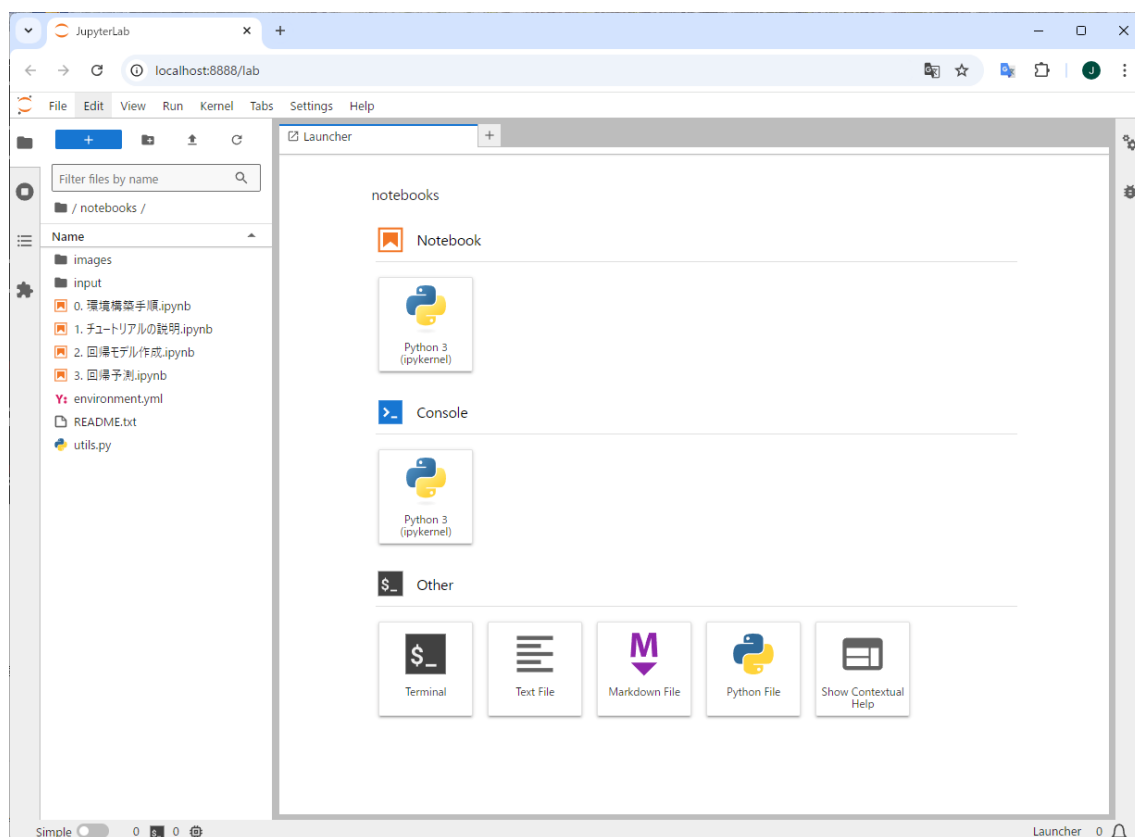 JupyterLab
localhost:8888/lab
J
File Edit View Run Kernel Tabs Settings Help
Launcher
Filter files by name
/ notebooks /
Name
images
input
0. 環境構築手順.ipynb
1. チュートリアルの説明.ipynb
2. 回帰モデル作成.ipynb
3. 回帰予測.ipynb
Y: environment.yml
README.txt
utils.py
notebooks
Notebook
Python 3
(ipykernel)
Console
Python 3
(ipykernel)
$_ Other
$_
M
Terminal
Text File
Markdown File
Python File
Show Contextual
Help
Simple 0 $_ 0
Launcher 0